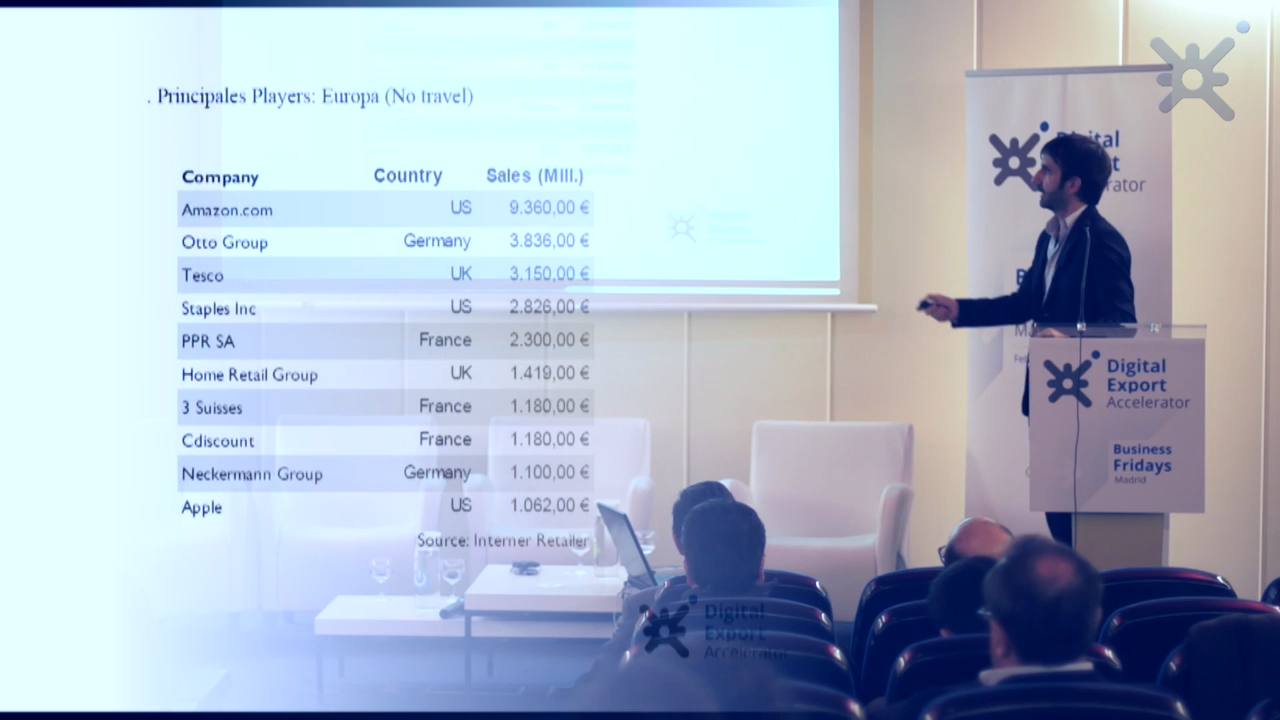 . Principales Players: Europa (No travel)
Company Country Sales (Mill.)
Amazon.com US 9.360,00 €
Otto Group Germany 3.836,00 €
Tesco UK 3.150,00 €
Staples Inc US 2.826,00 €
PPR SA France 2.300,00 €
Home Retail Group UK 1.419,00 €
3 Suisses France 1.180,00 €
Cdiscount France 1.180,00 €
Neckermann Group Germany 1.100,00 €
Apple US 1.062,00 €
Source: Interner Retailer
Digital
Export
Accelerator
Business
Fridays
Madrid
Digital
Export
Accelerator